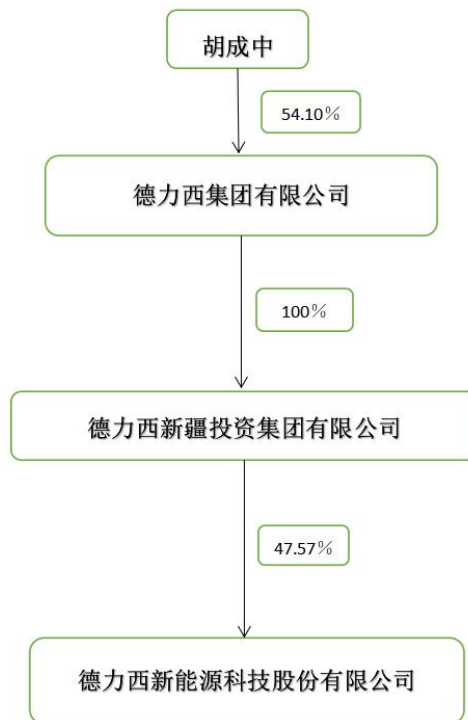 胡成中
54.10%
德力西集团有限公司
100%
德力西新疆投资集团有限公司
47.57%
德力西新能源科技股份有限公司